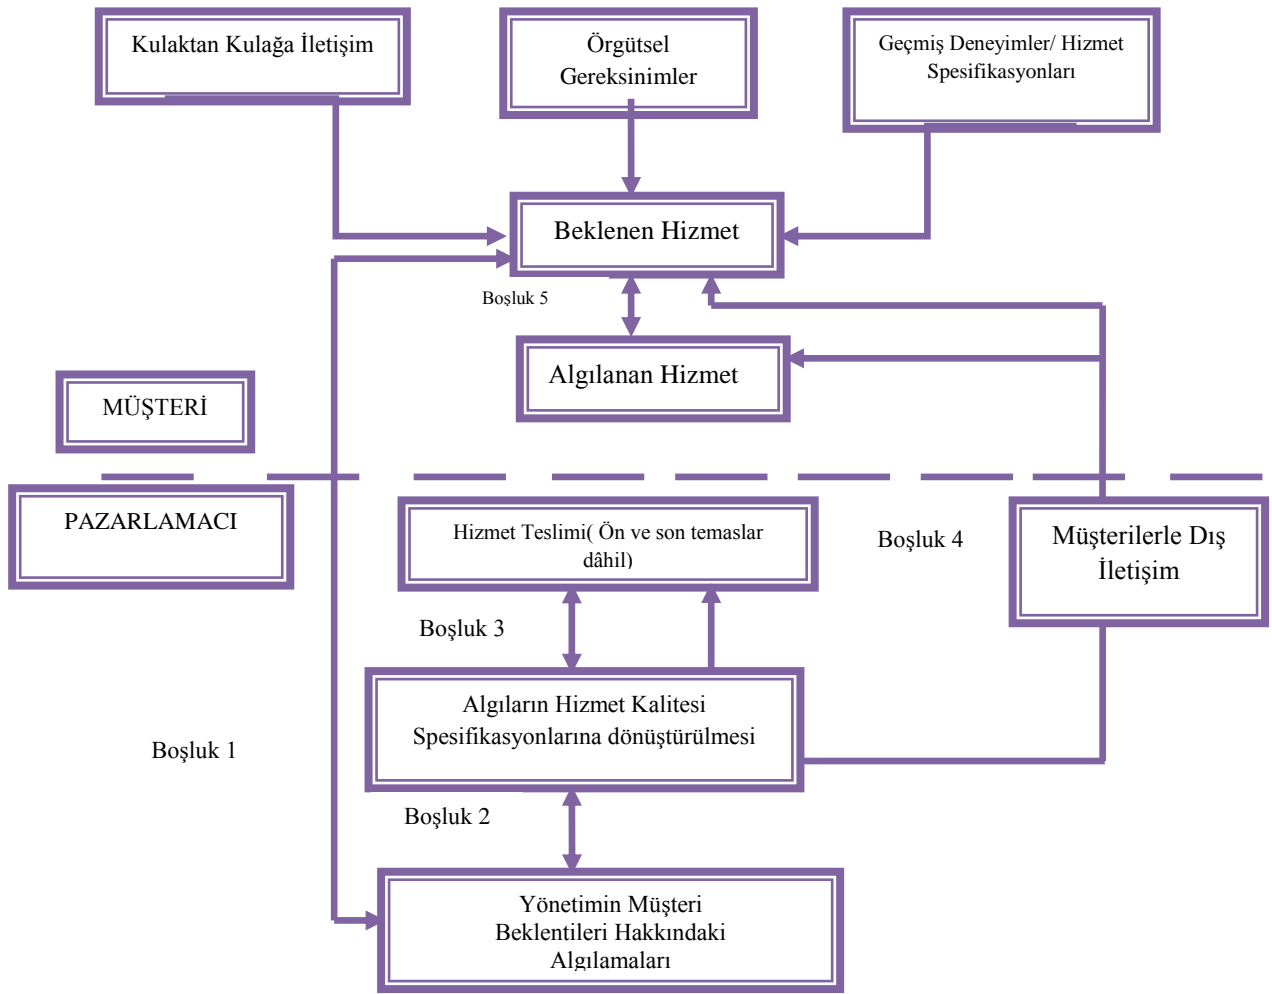 Kulaktan Kulağa İletişim
Örgütsel
Gereksinimler
Geçmiş Deneyimler/ Hizmet
Spesifikasyonları
Beklenen Hizmet
Boşluk 5
Algılanan Hizmet
MÜŞTERİ
PAZARLAMACI
Hizmet Teslimi( Ön ve son temaslar
dâhil)
Boşluk 4
Müşterilerle Dış
İletişim
Boşluk 3
Algıların Hizmet Kalitesi
Spesifikasyonlarına dönüştürülmesi
Boşluk 1
Boşluk 2
Yönetimin Müşteri
Beklentileri Hakkındaki
Algılamaları